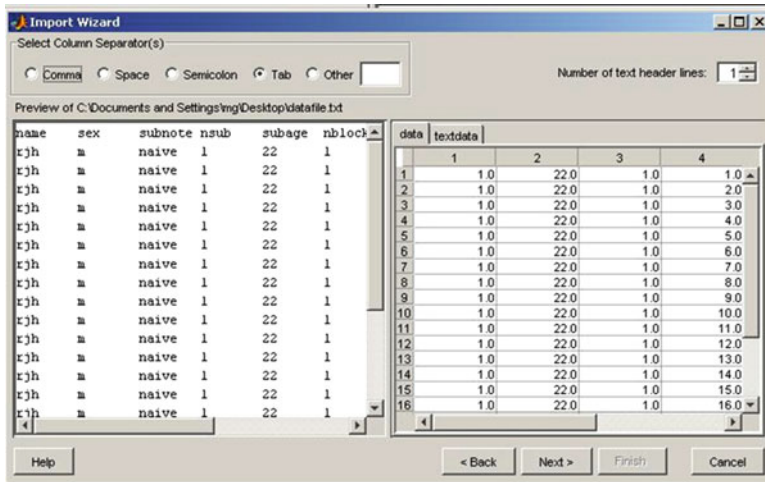 Import Wizard
Select Column Separator(s)
Comma Space Semicolon Tab Other
Number of text header lines: 1
Preview of C:\Documents and Settings\mg\Desktop\datafile.txt
name sex subnote nsub subage nblock
rjh m naive 1 22 1
rjh m naive 1 22 1
rjh m naive 1 22 1
rjh m naive 1 22 1
rjh m naive 1 22 1
rjh m naive 1 22 1
rjh m naive 1 22 1
rjh m naive 1 22 1
rjh m naive 1 22 1
rjh m naive 1 22 1
rjh m naive 1 22 1
rjh m naive 1 22 1
rjh m naive 1 22 1
rjh m naive 1 22 1
data textdata
1 2 3 4
1 1.0 22.0 1.0 1.0
2 1.0 22.0 1.0 2.0
3 1.0 22.0 1.0 3.0
4 1.0 22.0 1.0 4.0
5 1.0 22.0 1.0 5.0
6 1.0 22.0 1.0 6.0
7 1.0 22.0 1.0 7.0
8 1.0 22.0 1.0 8.0
9 1.0 22.0 1.0 9.0
10 1.0 22.0 1.0 10.0
11 1.0 22.0 1.0 11.0
12 1.0 22.0 1.0 12.0
13 1.0 22.0 1.0 13.0
14 1.0 22.0 1.0 14.0
15 1.0 22.0 1.0 15.0
16 1.0 22.0 1.0 16.0
Help < Back Next > Finish Cancel